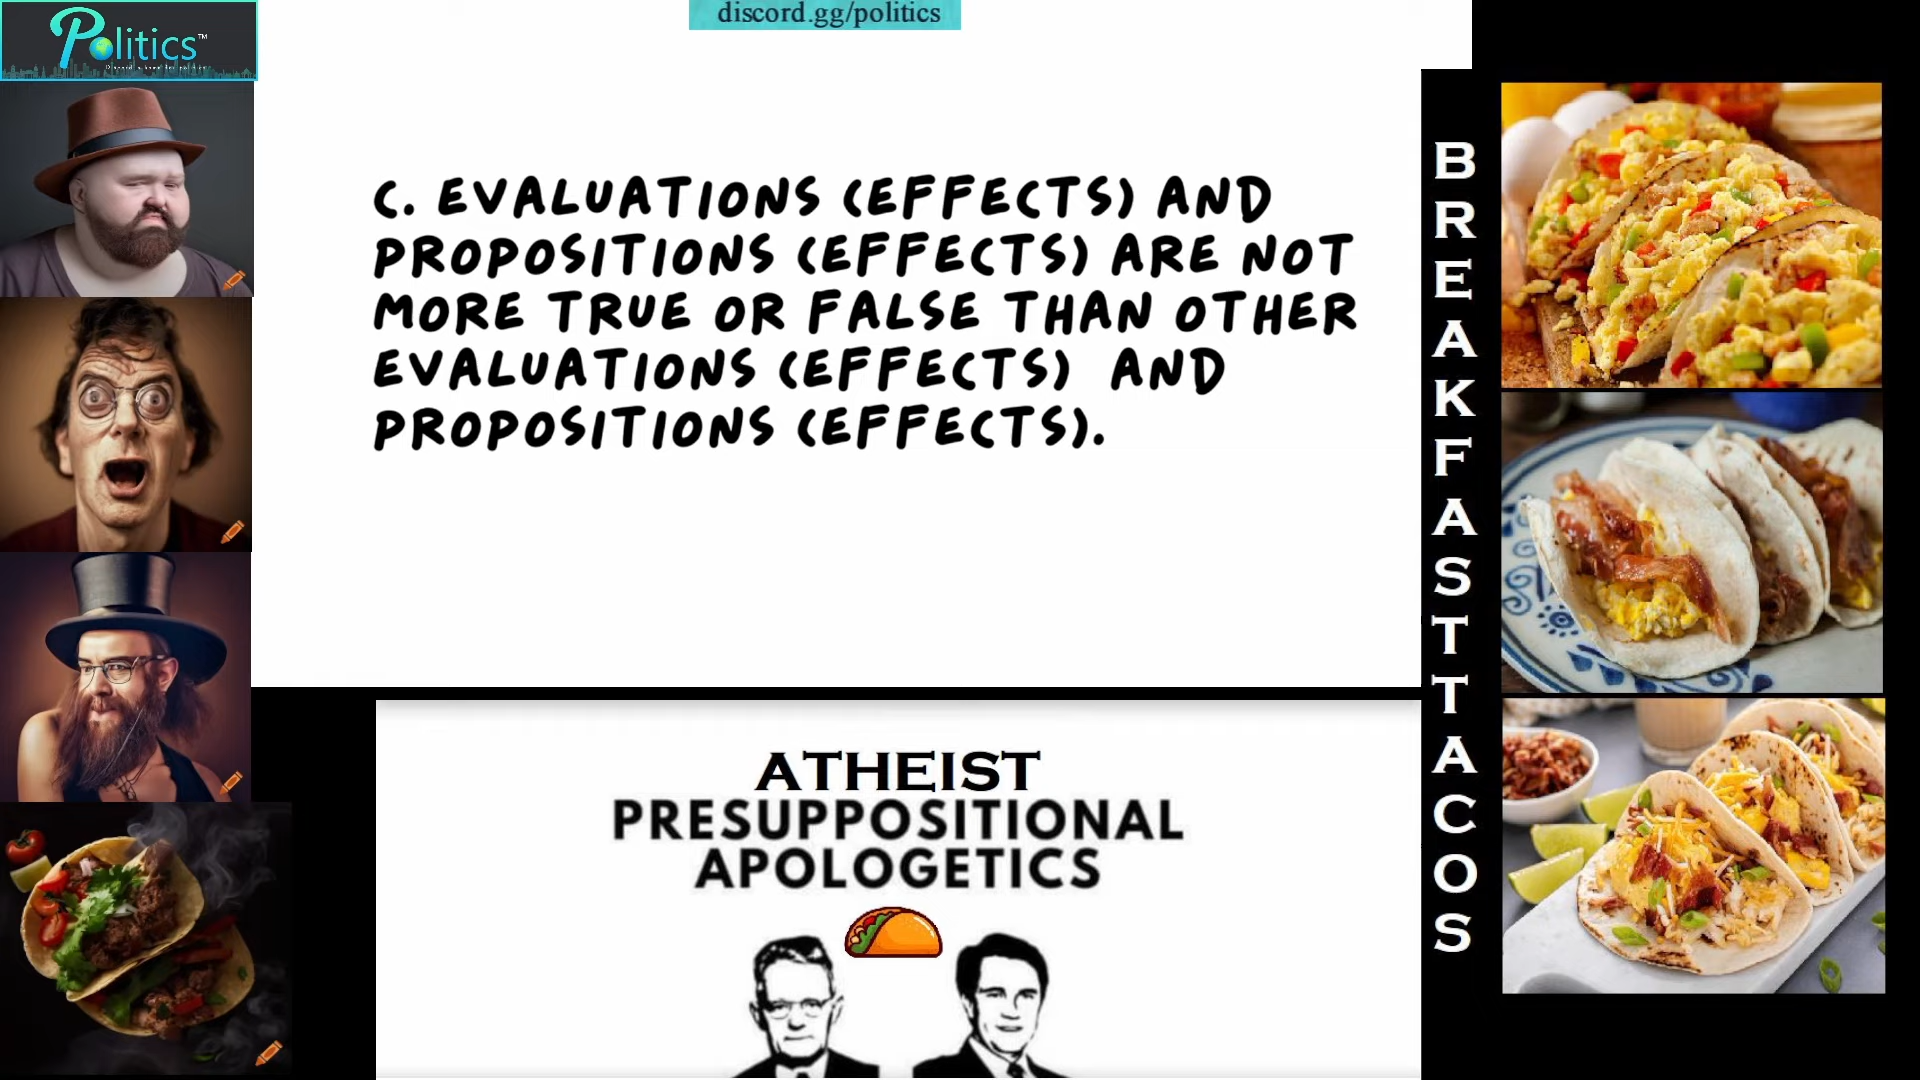 discord.gg/politics
Politics™
C. EVALUATIONS (EFFECTS) AND
PROPOSITIONS (EFFECTS) ARE NOT
MORE TRUE OR FALSE THAN OTHER
EVALUATIONS (EFFECTS) AND
PROPOSITIONS (EFFECTS).
BREAKFAST TACOS
ATHEIST
PRESUPPOSITIONAL
APOLOGETICS